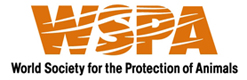 WSPA
World Society for the Protection of Animals